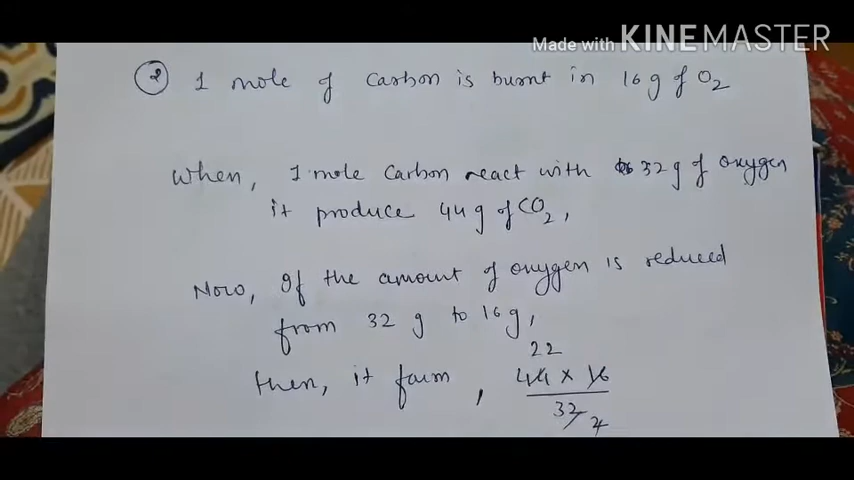 Made with KINEMASTER
② 1 mole of carbon is burnt in 16 g of O2
When, 1 mole carbon react with 32 g of oxygen
it produce 44 g of CO2,
Now, If the amount of oxygen is reduced
from 32 g to 16 g,
22
then, it form, 44 x 16
32 2